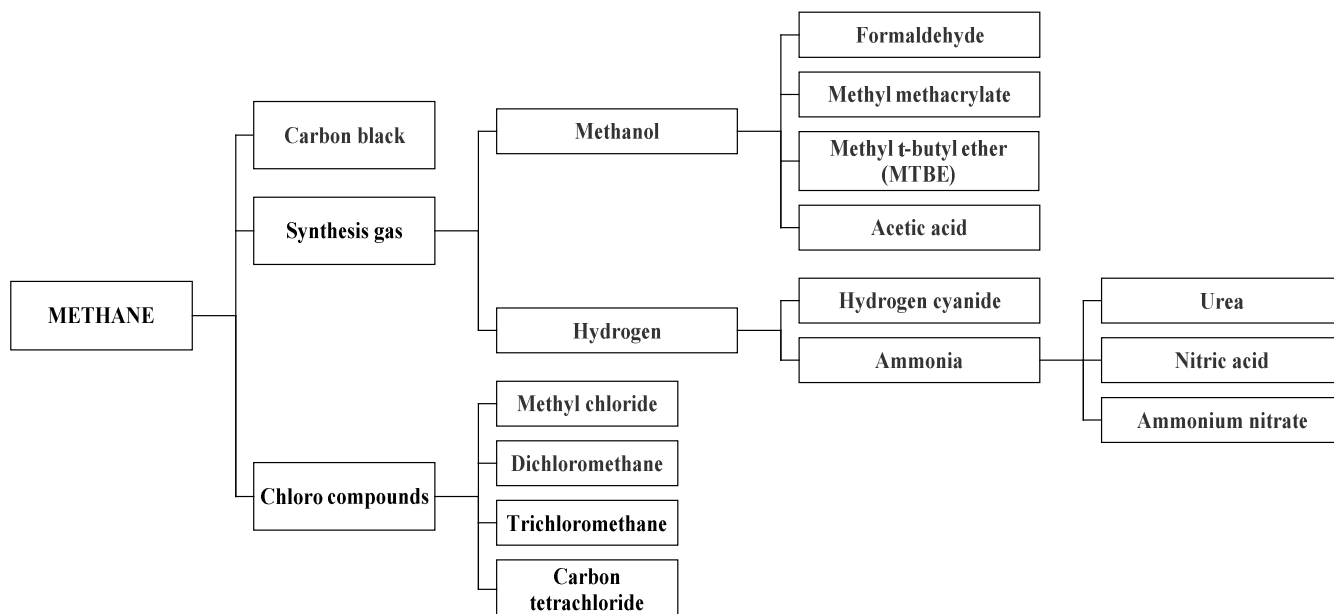 METHANE
Carbon black
Synthesis gas
Chloro compounds
Methanol
Hydrogen
Methyl chloride
Dichloromethane
Trichloromethane
Carbon
tetrachloride
Formaldehyde
Methyl methacrylate
Methyl t-butyl ether
(MTBE)
Acetic acid
Hydrogen cyanide
Ammonia
Urea
Nitric acid
Ammonium nitrate